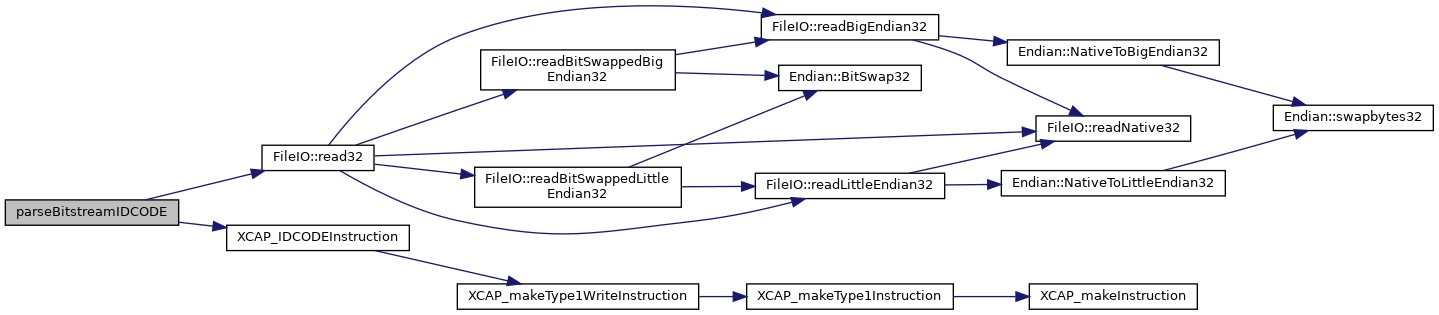 FileIO::readBigEndian32
Endian::NativeToBigEndian32
FileIO::readBitSwappedBig
Endian32
Endian::BitSwap32
Endian::swapbytes32
FileIO::readNative32
FileIO::read32
FileIO::readBitSwappedLittle
Endian32
FileIO::readLittleEndian32
Endian::NativeToLittleEndian32
parseBitstreamIDCODE
XCAP_IDCODEInstruction
XCAP_makeType1WriteInstruction
XCAP_makeType1Instruction
XCAP_makeInstruction